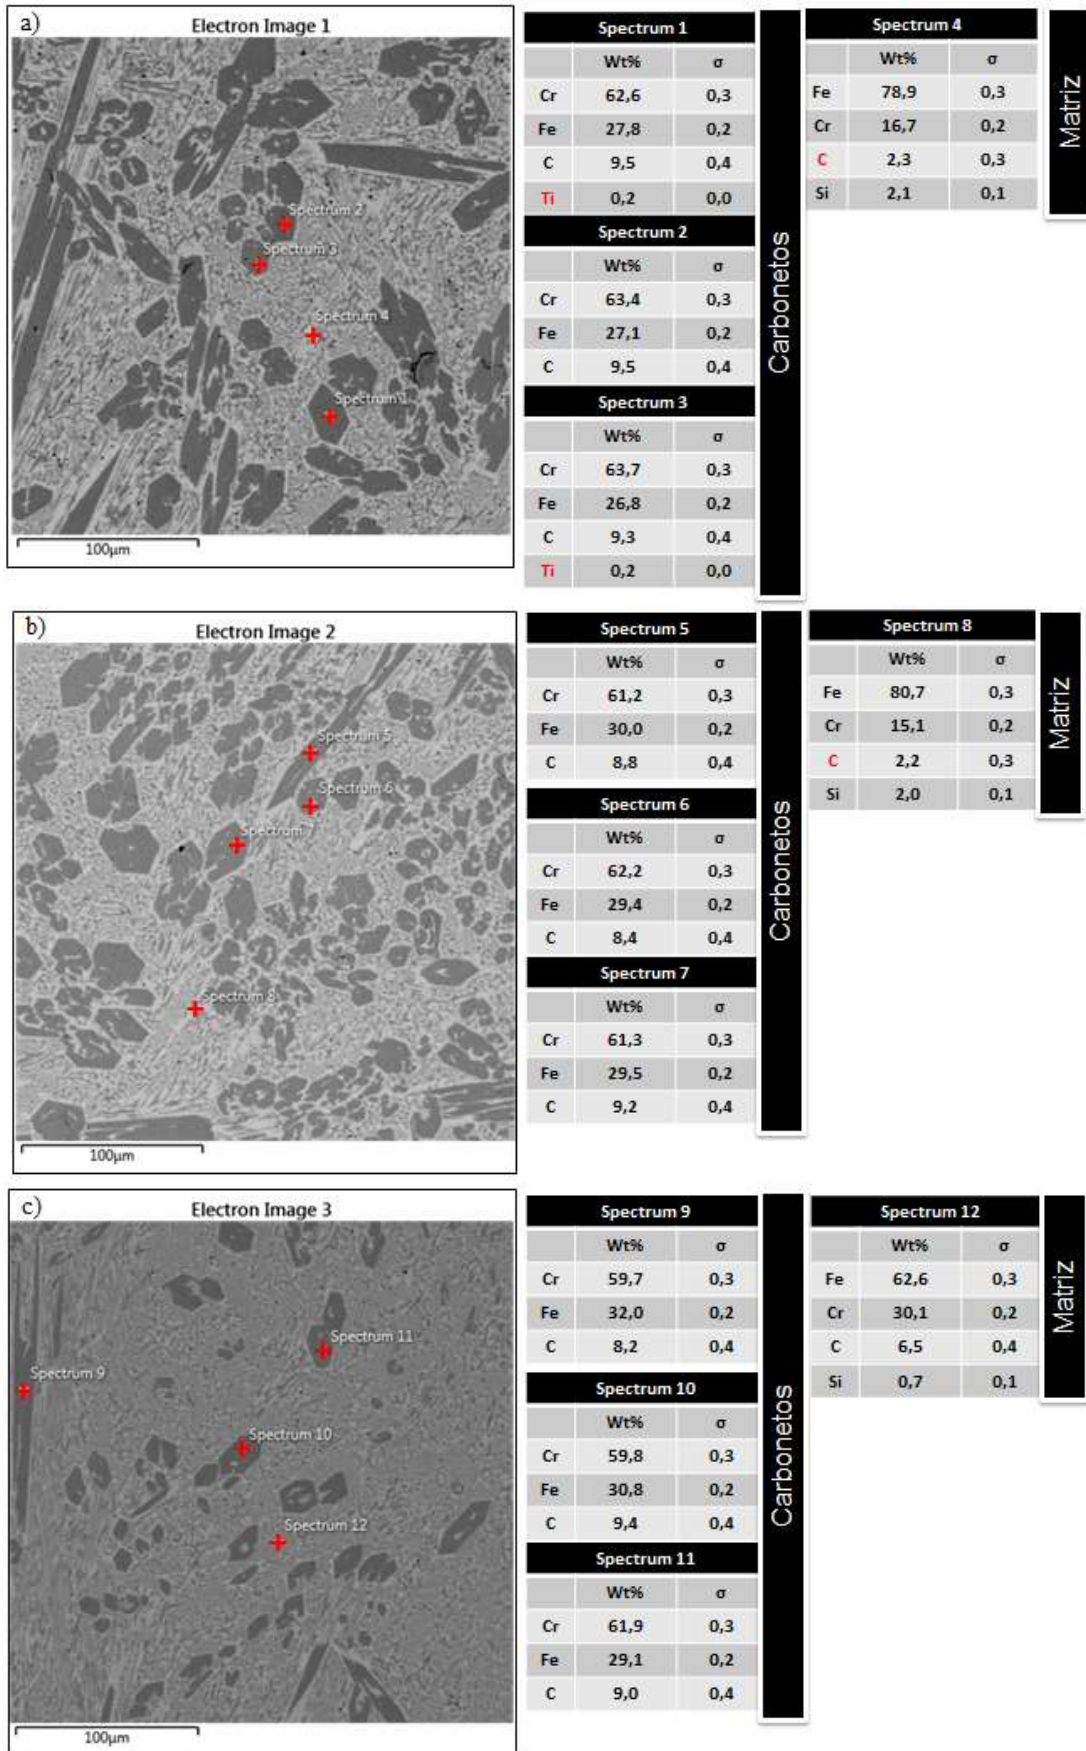 a)
Electron Image 1
Spectrum 2
Spectrum 3
Spectrum 4
Spectrum 1
100µm
Spectrum 1
Wt% σ
Cr 62,6 0,3
Fe 27,8 0,2
C 9,5 0,4
Ti 0,2 0,0
Spectrum 2
Wt% σ
Cr 63,4 0,3
Fe 27,1 0,2
C 9,5 0,4
Spectrum 3
Wt% σ
Cr 63,7 0,3
Fe 26,8 0,2
C 9,3 0,4
Ti 0,2 0,0
Carbonetos
Spectrum 4
Wt% σ
Fe 78,9 0,3
Cr 16,7 0,2
C 2,3 0,3
Si 2,1 0,1
Matriz
b)
Electron Image 2
Spectrum 5
Spectrum 6
Spectrum 7
Spectrum 8
100µm
Spectrum 5
Wt% σ
Cr 61,2 0,3
Fe 30,0 0,2
C 8,8 0,4
Spectrum 6
Wt% σ
Cr 62,2 0,3
Fe 29,4 0,2
C 8,4 0,4
Spectrum 7
Wt% σ
Cr 61,3 0,3
Fe 29,5 0,2
C 9,2 0,4
Carbonetos
Spectrum 8
Wt% σ
Fe 80,7 0,3
Cr 15,1 0,2
C 2,2 0,3
Si 2,0 0,1
Matriz
c)
Electron Image 3
Spectrum 11
Spectrum 9
Spectrum 10
Spectrum 12
100µm
Spectrum 9
Wt% σ
Cr 59,7 0,3
Fe 32,0 0,2
C 8,2 0,4
Spectrum 10
Wt% σ
Cr 59,8 0,3
Fe 30,8 0,2
C 9,4 0,4
Spectrum 11
Wt% σ
Cr 61,9 0,3
Fe 29,1 0,2
C 9,0 0,4
Carbonetos
Spectrum 12
Wt% σ
Fe 62,6 0,3
Cr 30,1 0,2
C 6,5 0,4
Si 0,7 0,1
Matriz